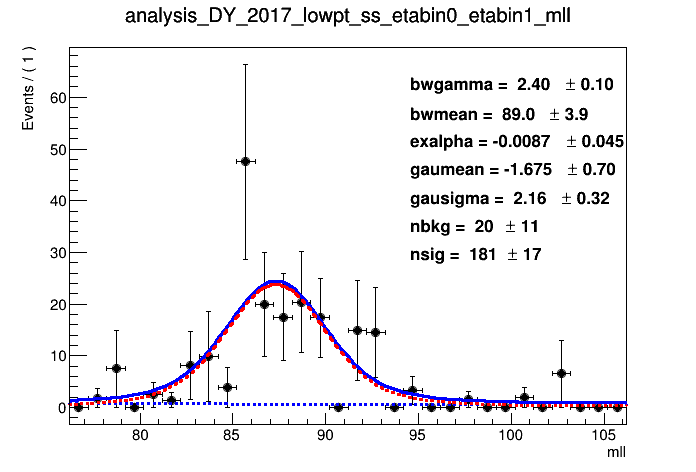 analysis_DY_2017_lowpt_ss_etabin0_etabin1_mll
Events / ( 1 )
bwgamma = 2.40 ± 0.10
bwmean = 89.0 ± 3.9
exalpha = -0.0087 ± 0.045
gaumean = -1.675 ± 0.70
gausigma = 2.16 ± 0.32
nbkg = 20 ± 11
nsig = 181 ± 17
60
50
40
30
20
10
0
80 85 90 95 100 105
mll